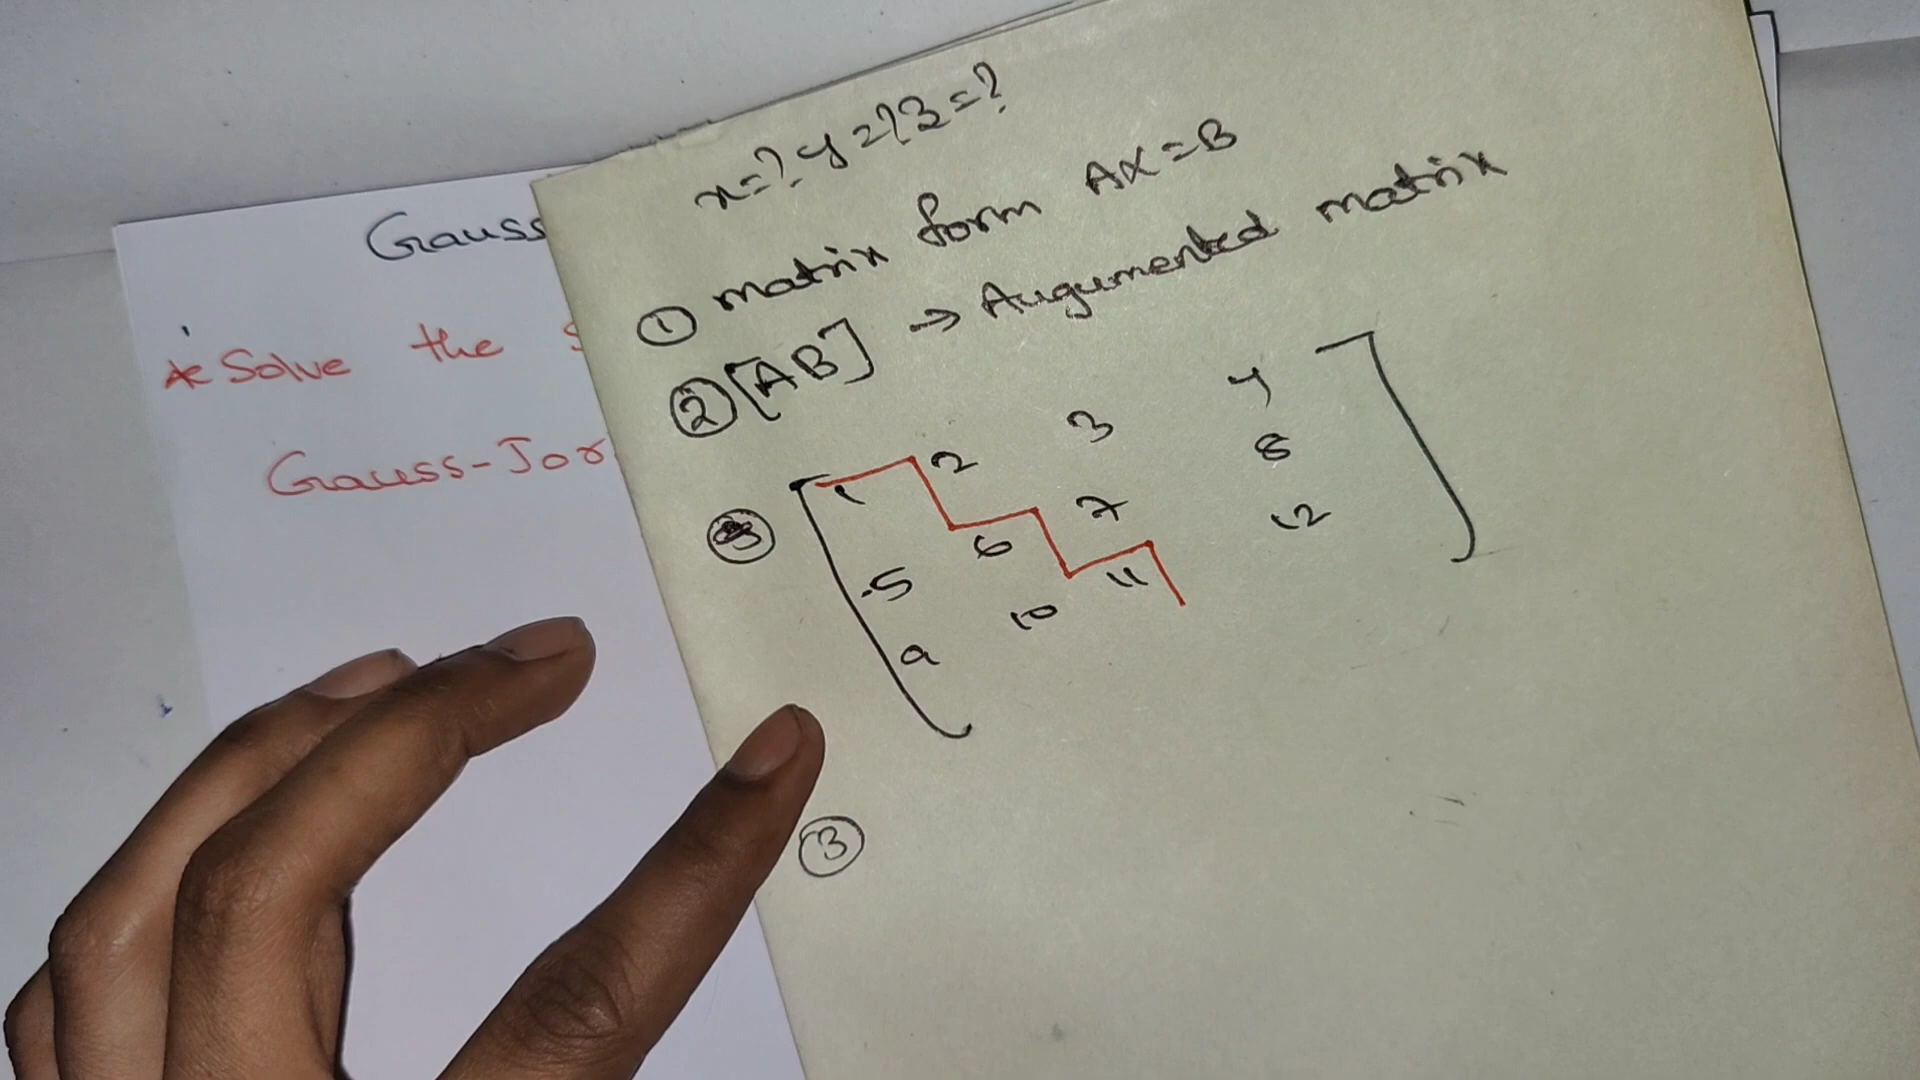 x=? y=? z=?
① matrix form AX=B
② [AB] → Augumented matrix
1 2 3 4
-5 6 7 8
9 10 11 12
③
Gauss
* Solve the S
Gauss-Jor